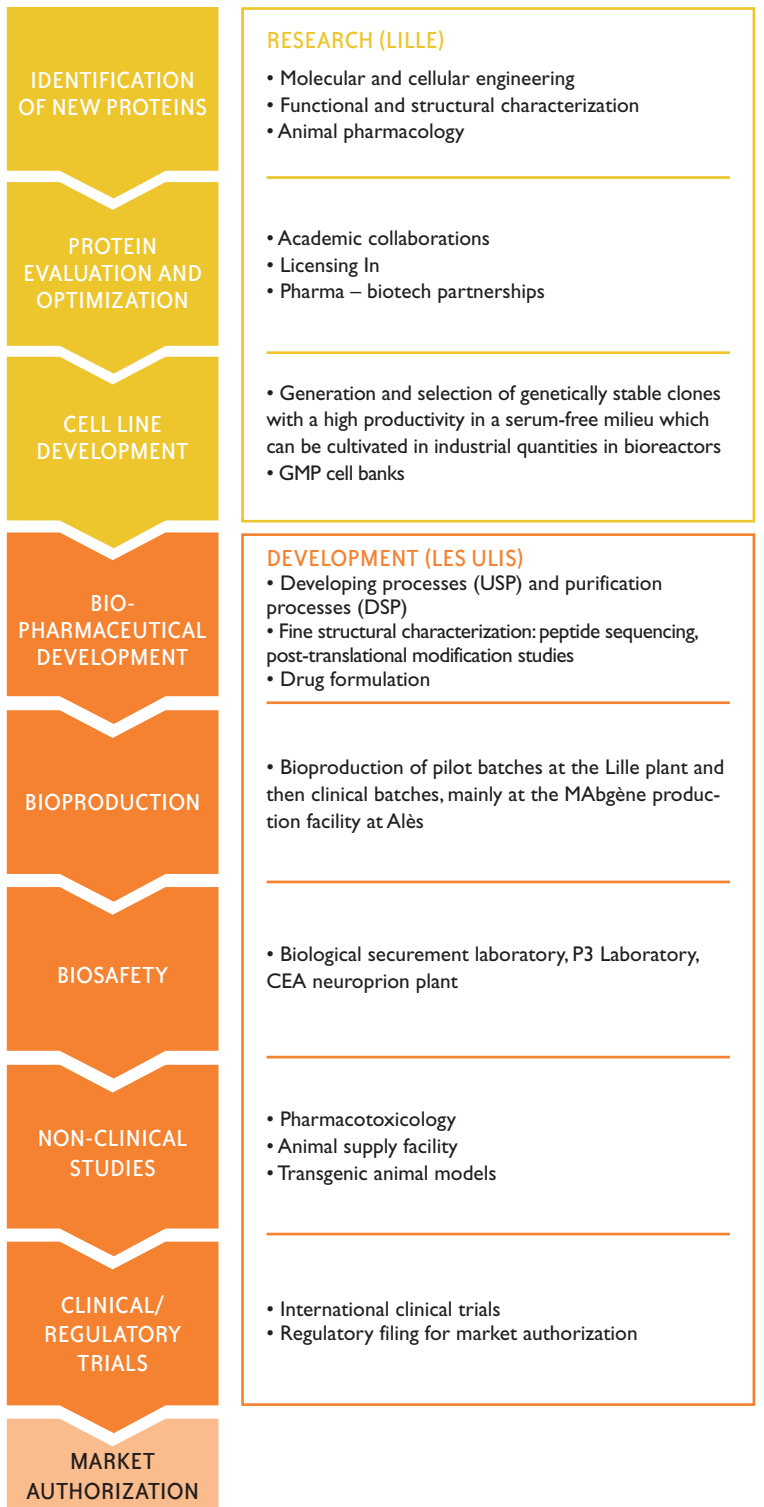 IDENTIFICATION
OF NEW PROTEINS
RESEARCH (LILLE)
• Molecular and cellular engineering
• Functional and structural characterization
• Animal pharmacology
PROTEIN
EVALUATION AND
OPTIMIZATION
• Academic collaborations
• Licensing In
• Pharma – biotech partnerships
CELL LINE
DEVELOPMENT
• Generation and selection of genetically stable clones
with a high productivity in a serum-free milieu which
can be cultivated in industrial quantities in bioreactors
• GMP cell banks
BIO-
PHARMACEUTICAL
DEVELOPMENT
DEVELOPMENT (LES ULIS)
• Developing processes (USP) and purification
processes (DSP)
• Fine structural characterization: peptide sequencing,
post-translational modification studies
• Drug formulation
BIOPRODUCTION
• Bioproduction of pilot batches at the Lille plant and
then clinical batches, mainly at the MAbgène produc-
tion facility at Alès
BIOSAFETY
• Biological securement laboratory, P3 Laboratory,
CEA neuroprion plant
NON-CLINICAL
STUDIES
• Pharmacotoxicology
• Animal supply facility
• Transgenic animal models
CLINICAL/
REGULATORY
TRIALS
• International clinical trials
• Regulatory filing for market authorization
MARKET
AUTHORIZATION